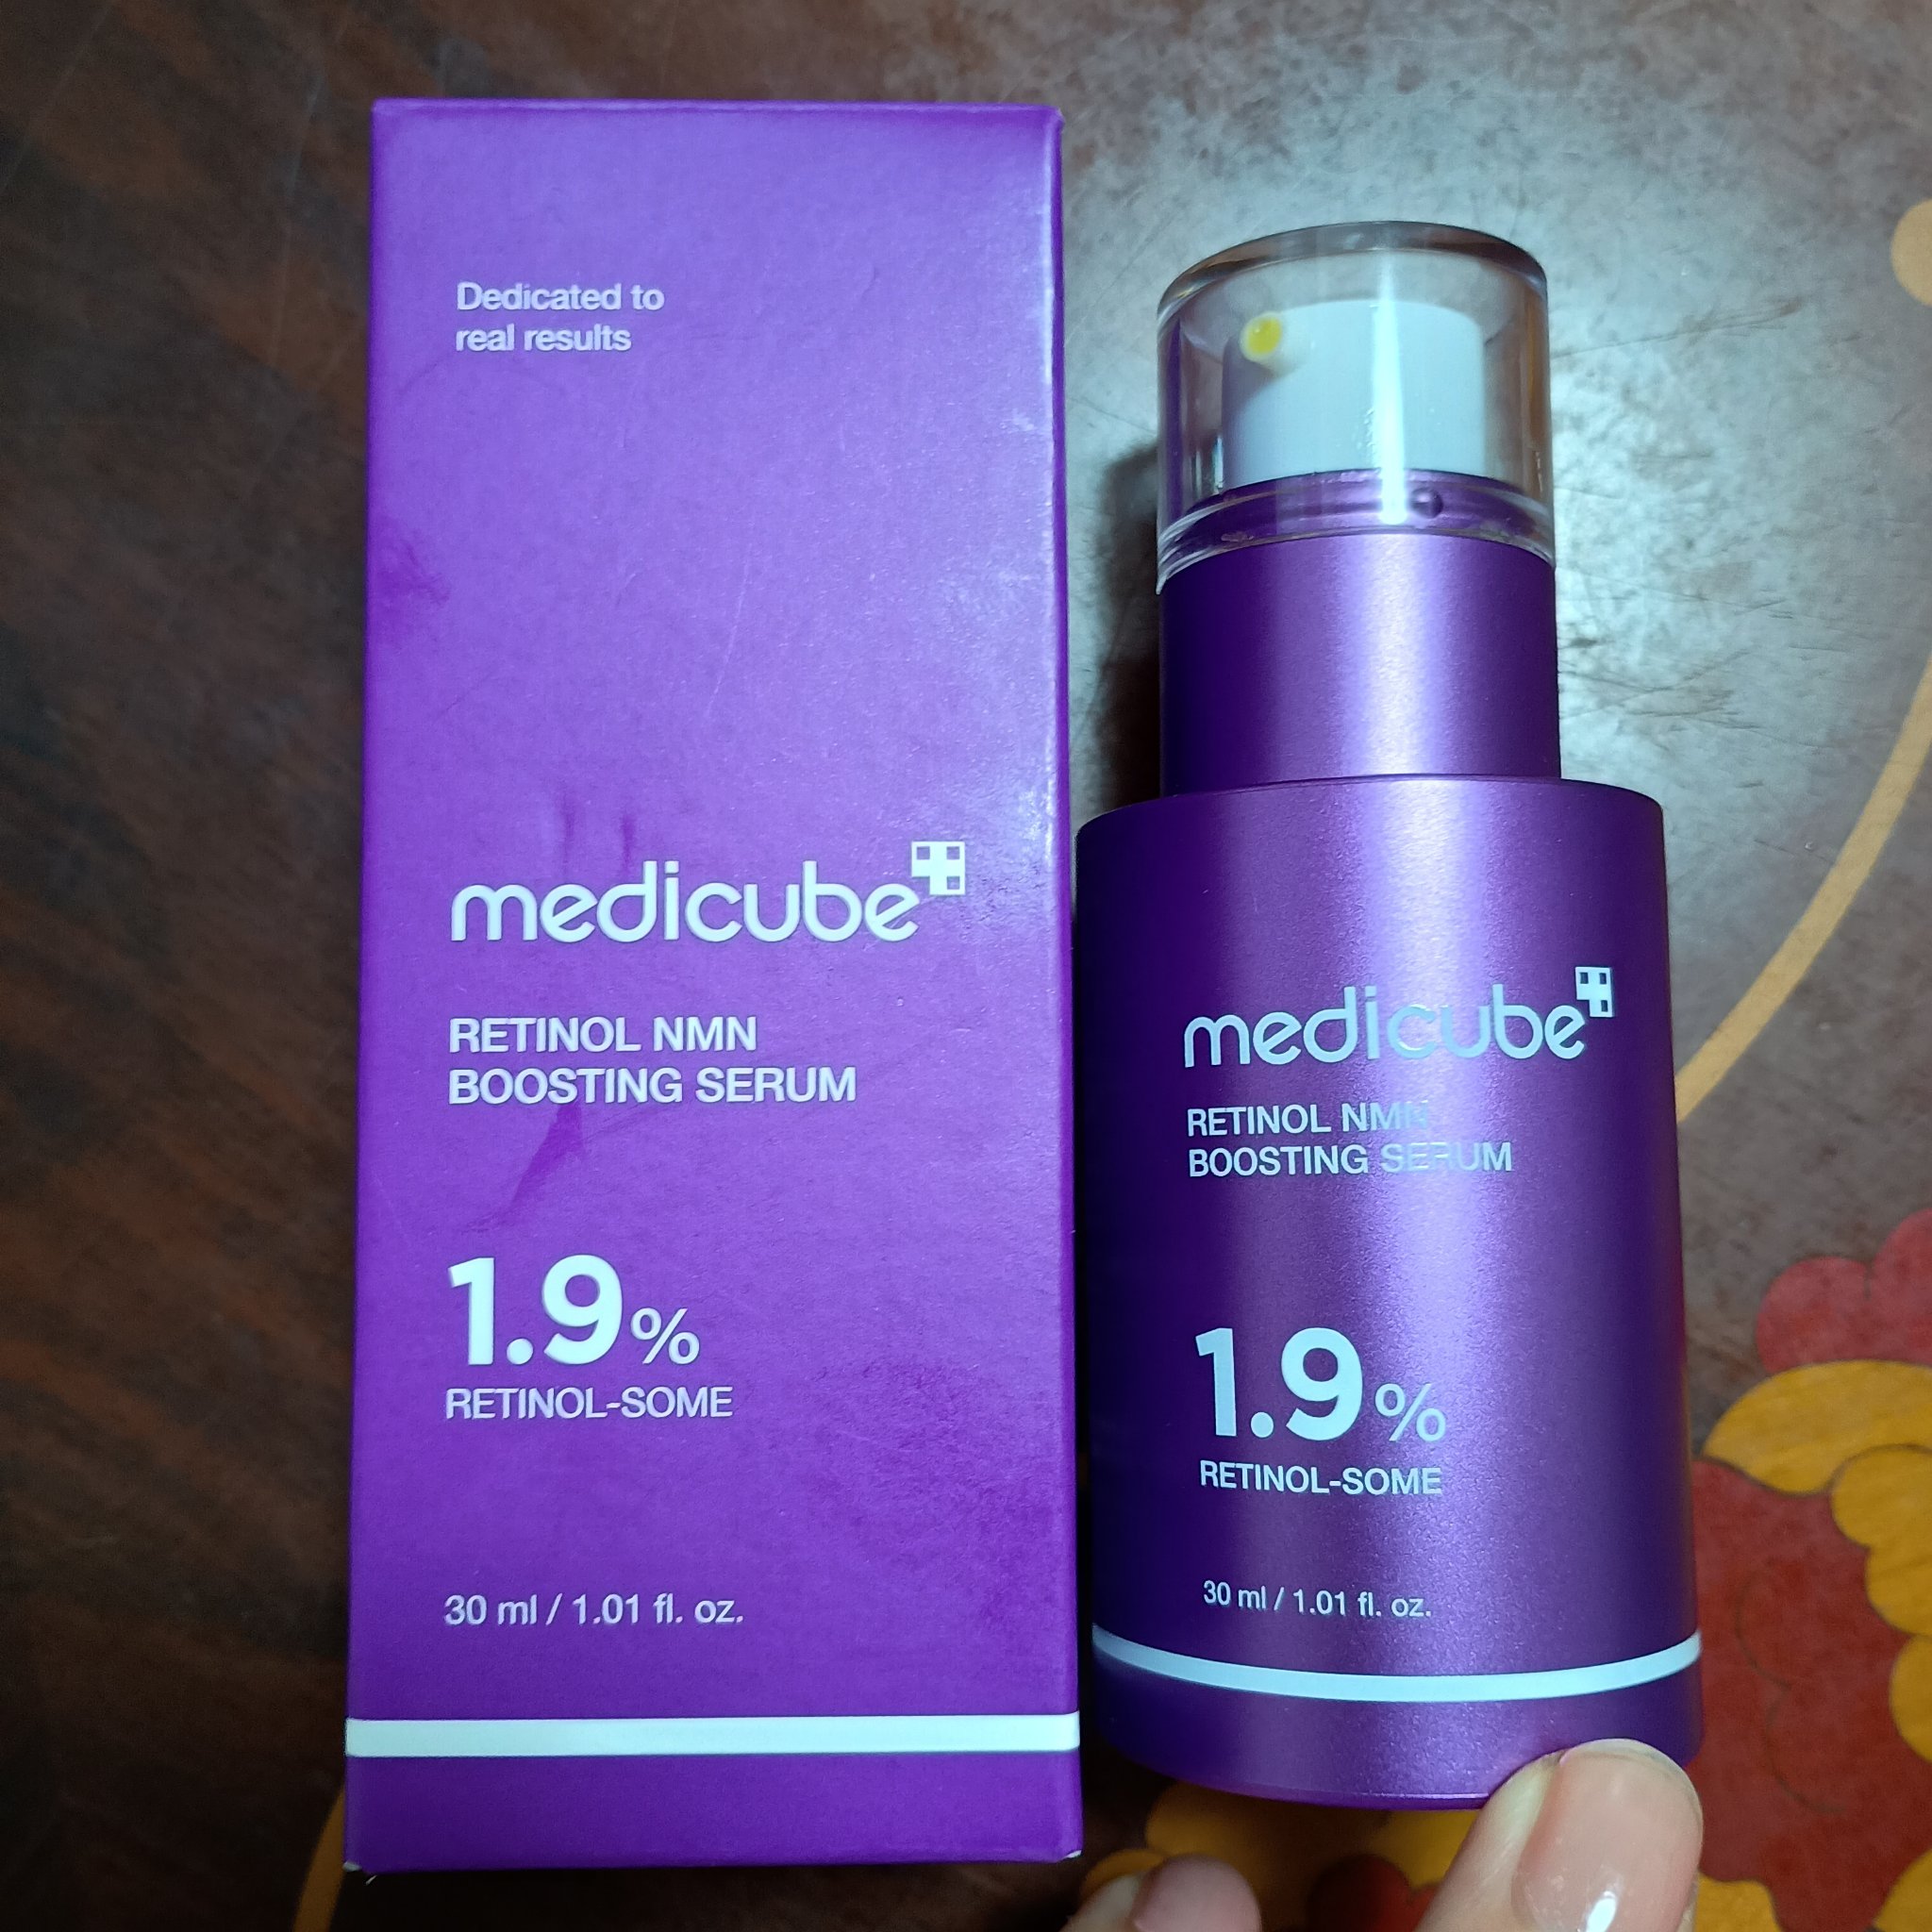 Dedicated to
real results
medicube
RETINOL NMN
BOOSTING SERUM
1.9%
RETINOL-SOME
30 ml / 1.01 fl. oz.
medicube
RETINOL NMN
BOOSTING SERUM
1.9%
RETINOL-SOME
30 ml / 1.01 fl. oz.